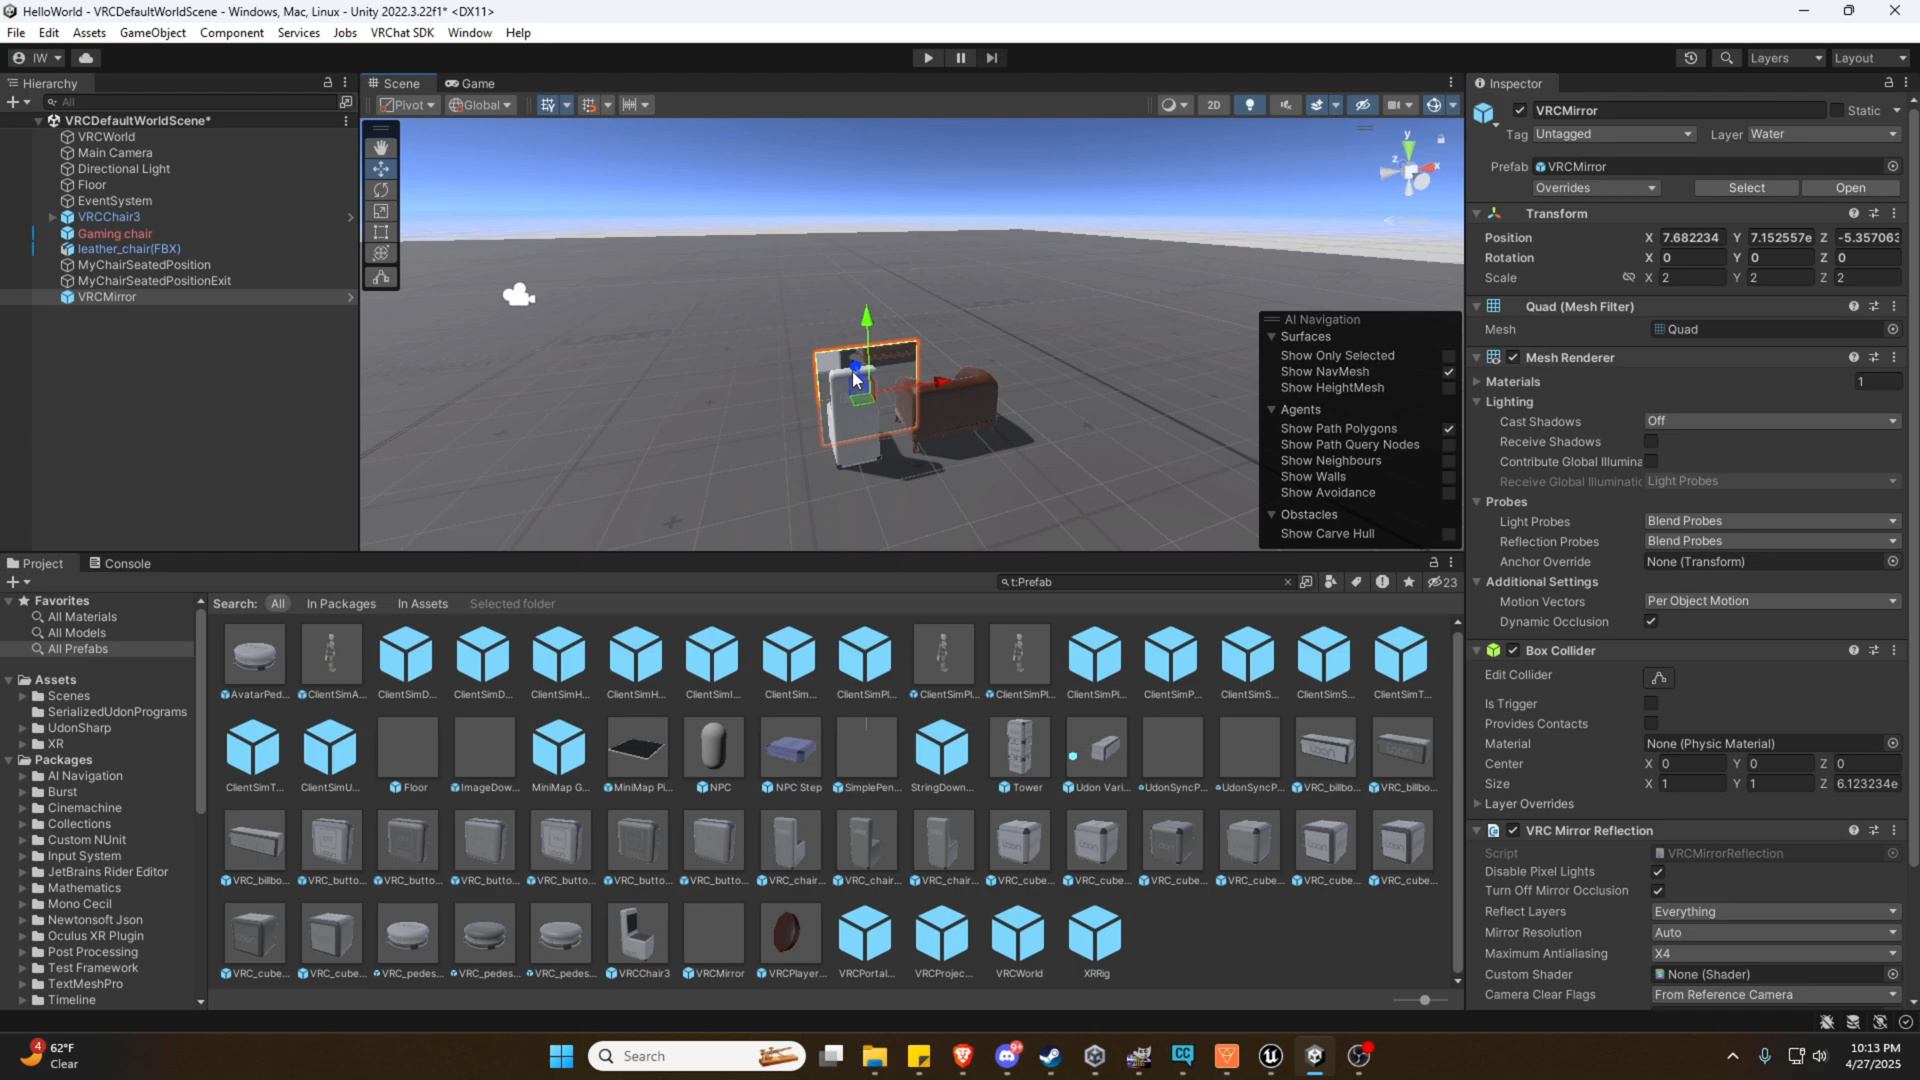 HelloWorld - VRCDefaultWorldScene - Windows, Mac, Linux - Unity 2022.3.22f1* <DX11>
File Edit Assets GameObject Component Services Jobs VRChat SDK Window Help
IW Layers Layout
Hierarchy
All
VRCDefaultWorldScene*
VRCWorld
Main Camera
Directional Light
Floor
EventSystem
VRCChair3
Gaming chair
leather_chair(FBX)
MyChairSeatedPosition
MyChairSeatedPositionExit
VRCMirror
Scene Game
Pivot Global 2D
y
z x
AI Navigation
Surfaces
Show Only Selected
Show NavMesh
Show HeightMesh
Agents
Show Path Polygons
Show Path Query Nodes
Show Neighbours
Show Walls
Show Avoidance
Obstacles
Show Carve Hull
Project Console
t:Prefab 23
Favorites
All Materials
All Models
All Prefabs
Assets
Scenes
SerializedUdonPrograms
UdonSharp
XR
Packages
AI Navigation
Burst
Cinemachine
Collections
Custom NUnit
Input System
JetBrains Rider Editor
Mathematics
Mono Cecil
Newtonsoft Json
Oculus XR Plugin
Post Processing
Test Framework
TextMeshPro
Timeline
Search: All In Packages In Assets Selected folder
AvatarPed... ClientSimA... ClientSimD... ClientSimD... ClientSimH... ClientSimH... ClientSimI... ClientSim... ClientSimPl... ClientSimPl... ClientSimPl... ClientSimPl... ClientSimP... ClientSimS... ClientSimS... ClientSimT...
ClientSimT... ClientSimU... Floor ImageDow... MiniMap G... MiniMap Pi... NPC NPC Step SimplePen... StringDown... Tower Udon Vari... UdonSyncP... UdonSyncP... VRC_billbo... VRC_billbo...
VRC_billbo... VRC_butto... VRC_butto... VRC_butto... VRC_butto... VRC_butto... VRC_butto... VRC_chair... VRC_chair... VRC_chair... VRC_cube... VRC_cube... VRC_cube... VRC_cube... VRC_cube... VRC_cube...
VRC_cube... VRC_cube... VRC_pedes... VRC_pedes... VRC_pedes... VRCChair3 VRCMirror VRCPlayer... VRCPortal... VRCProjec... VRCWorld XRRig
Inspector
VRCMirror Static
Tag Untagged Layer Water
Prefab VRCMirror
Overrides Select Open
Transform
Position X 7.682234 Y 7.152557e Z -5.357063
Rotation X 0 Y 0 Z 0
Scale X 2 Y 2 Z 2
Quad (Mesh Filter)
Mesh Quad
Mesh Renderer
Materials 1
Lighting
Cast Shadows Off
Receive Shadows
Contribute Global Illumina
Receive Global Illuminatic Light Probes
Probes
Light Probes Blend Probes
Reflection Probes Blend Probes
Anchor Override None (Transform)
Additional Settings
Motion Vectors Per Object Motion
Dynamic Occlusion
Box Collider
Edit Collider
Is Trigger
Provides Contacts
Material None (Physic Material)
Center X 0 Y 0 Z 0
Size X 1 Y 1 Z 6.123234e
Layer Overrides
VRC Mirror Reflection
Script VRCMirrorReflection
Disable Pixel Lights
Turn Off Mirror Occlusion
Reflect Layers Everything
Mirror Resolution Auto
Maximum Antialiasing X4
Custom Shader None (Shader)
Camera Clear Flags From Reference Camera
4 62°F
Clear
Search
CC
10:13 PM
4/27/2025